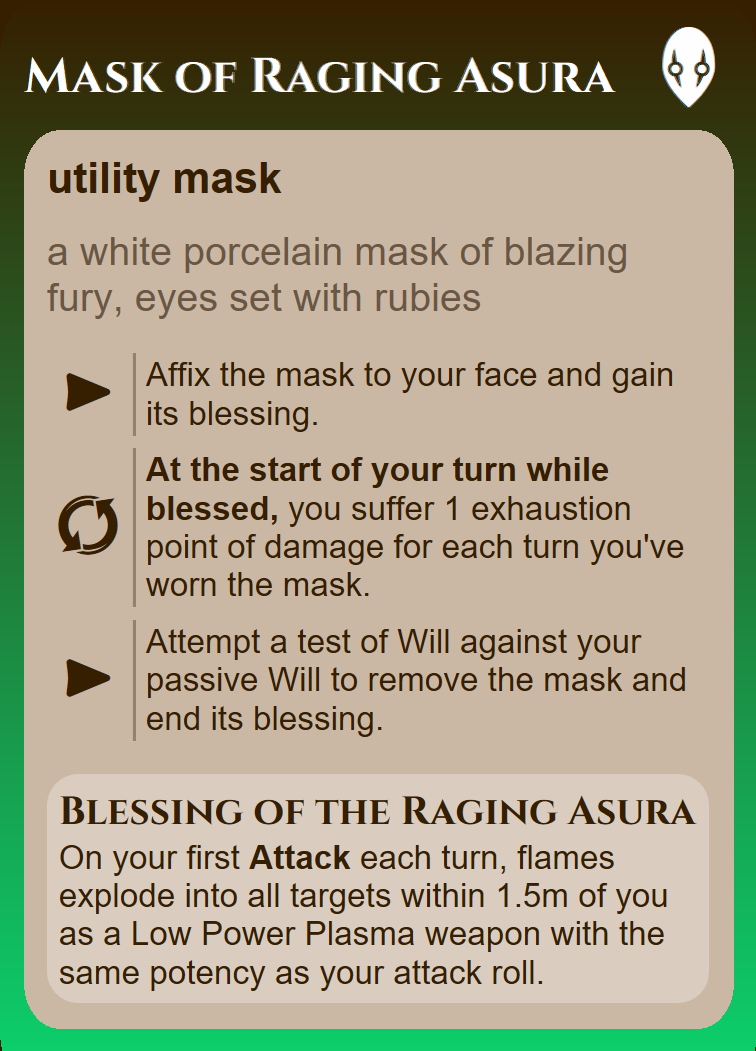 Mask of Raging Asura
utility mask
a white porcelain mask of blazing
fury, eyes set with rubies
Affix the mask to your face and gain
its blessing.
At the start of your turn while
blessed, you suffer 1 exhaustion
point of damage for each turn you've
worn the mask.
Attempt a test of Will against your
passive Will to remove the mask and
end its blessing.
Blessing of the Raging Asura
On your first Attack each turn, flames
explode into all targets within 1.5m of you
as a Low Power Plasma weapon with the
same potency as your attack roll.